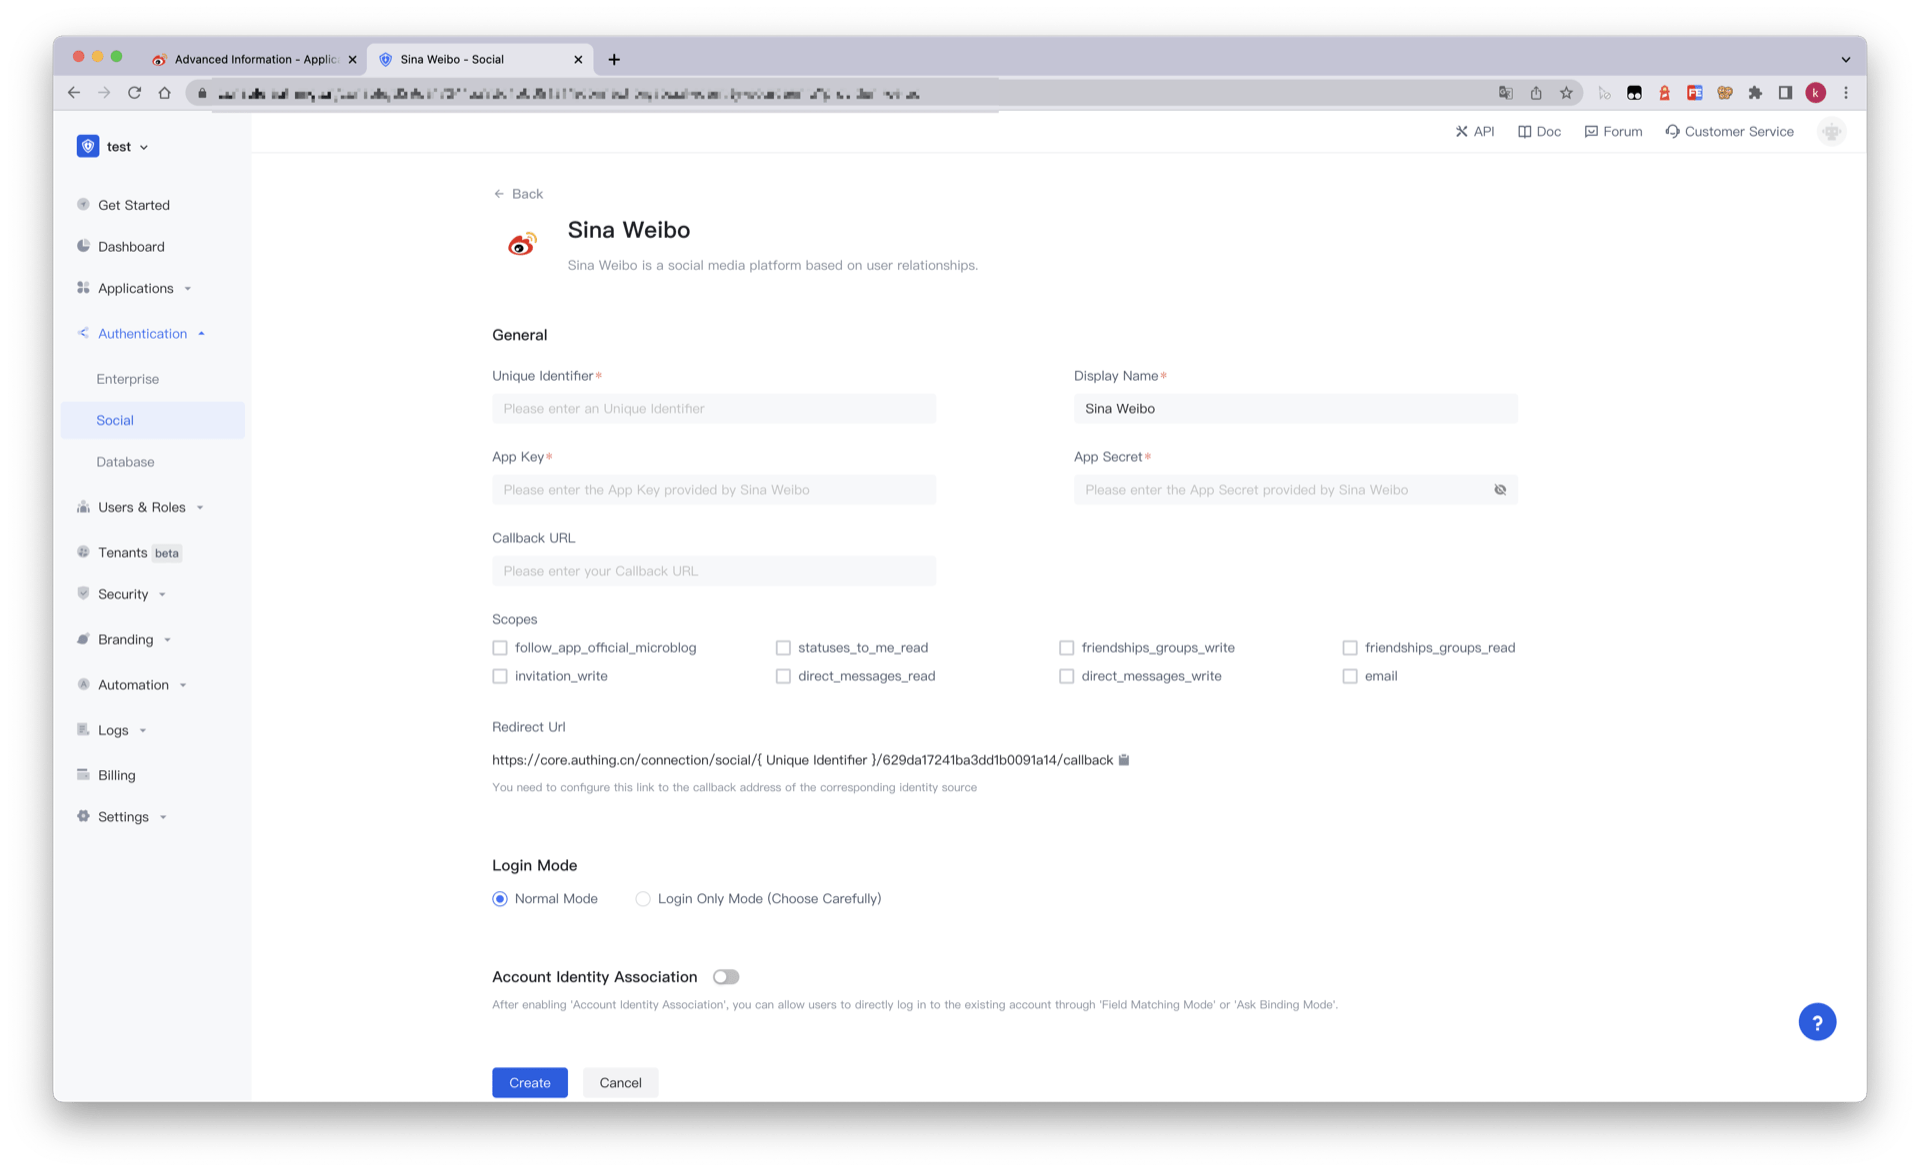 Advanced Information - Applic
Sina Weibo - Social
k
test
API
Doc
Forum
Customer Service
Get Started
Dashboard
Applications
Authentication
Enterprise
Social
Database
Users & Roles
Tenants beta
Security
Branding
Automation
Logs
Billing
Settings
Back
Sina Weibo
Sina Weibo is a social media platform based on user relationships.
General
Unique Identifier*
Display Name*
Please enter an Unique Identifier
Sina Weibo
App Key*
App Secret*
Please enter the App Key provided by Sina Weibo
Please enter the App Secret provided by Sina Weibo
Callback URL
Please enter your Callback URL
Scopes
follow_app_official_microblog
statuses_to_me_read
friendships_groups_write
friendships_groups_read
invitation_write
direct_messages_read
direct_messages_write
email
Redirect Url
https://core.authing.cn/connection/social/{ Unique Identifier }/629da17241ba3dd1b0091a14/callback
You need to configure this link to the callback address of the corresponding identity source
Login Mode
Normal Mode
Login Only Mode (Choose Carefully)
Account Identity Association
After enabling 'Account Identity Association', you can allow users to directly log in to the existing account through 'Field Matching Mode' or 'Ask Binding Mode'.
?
Create
Cancel